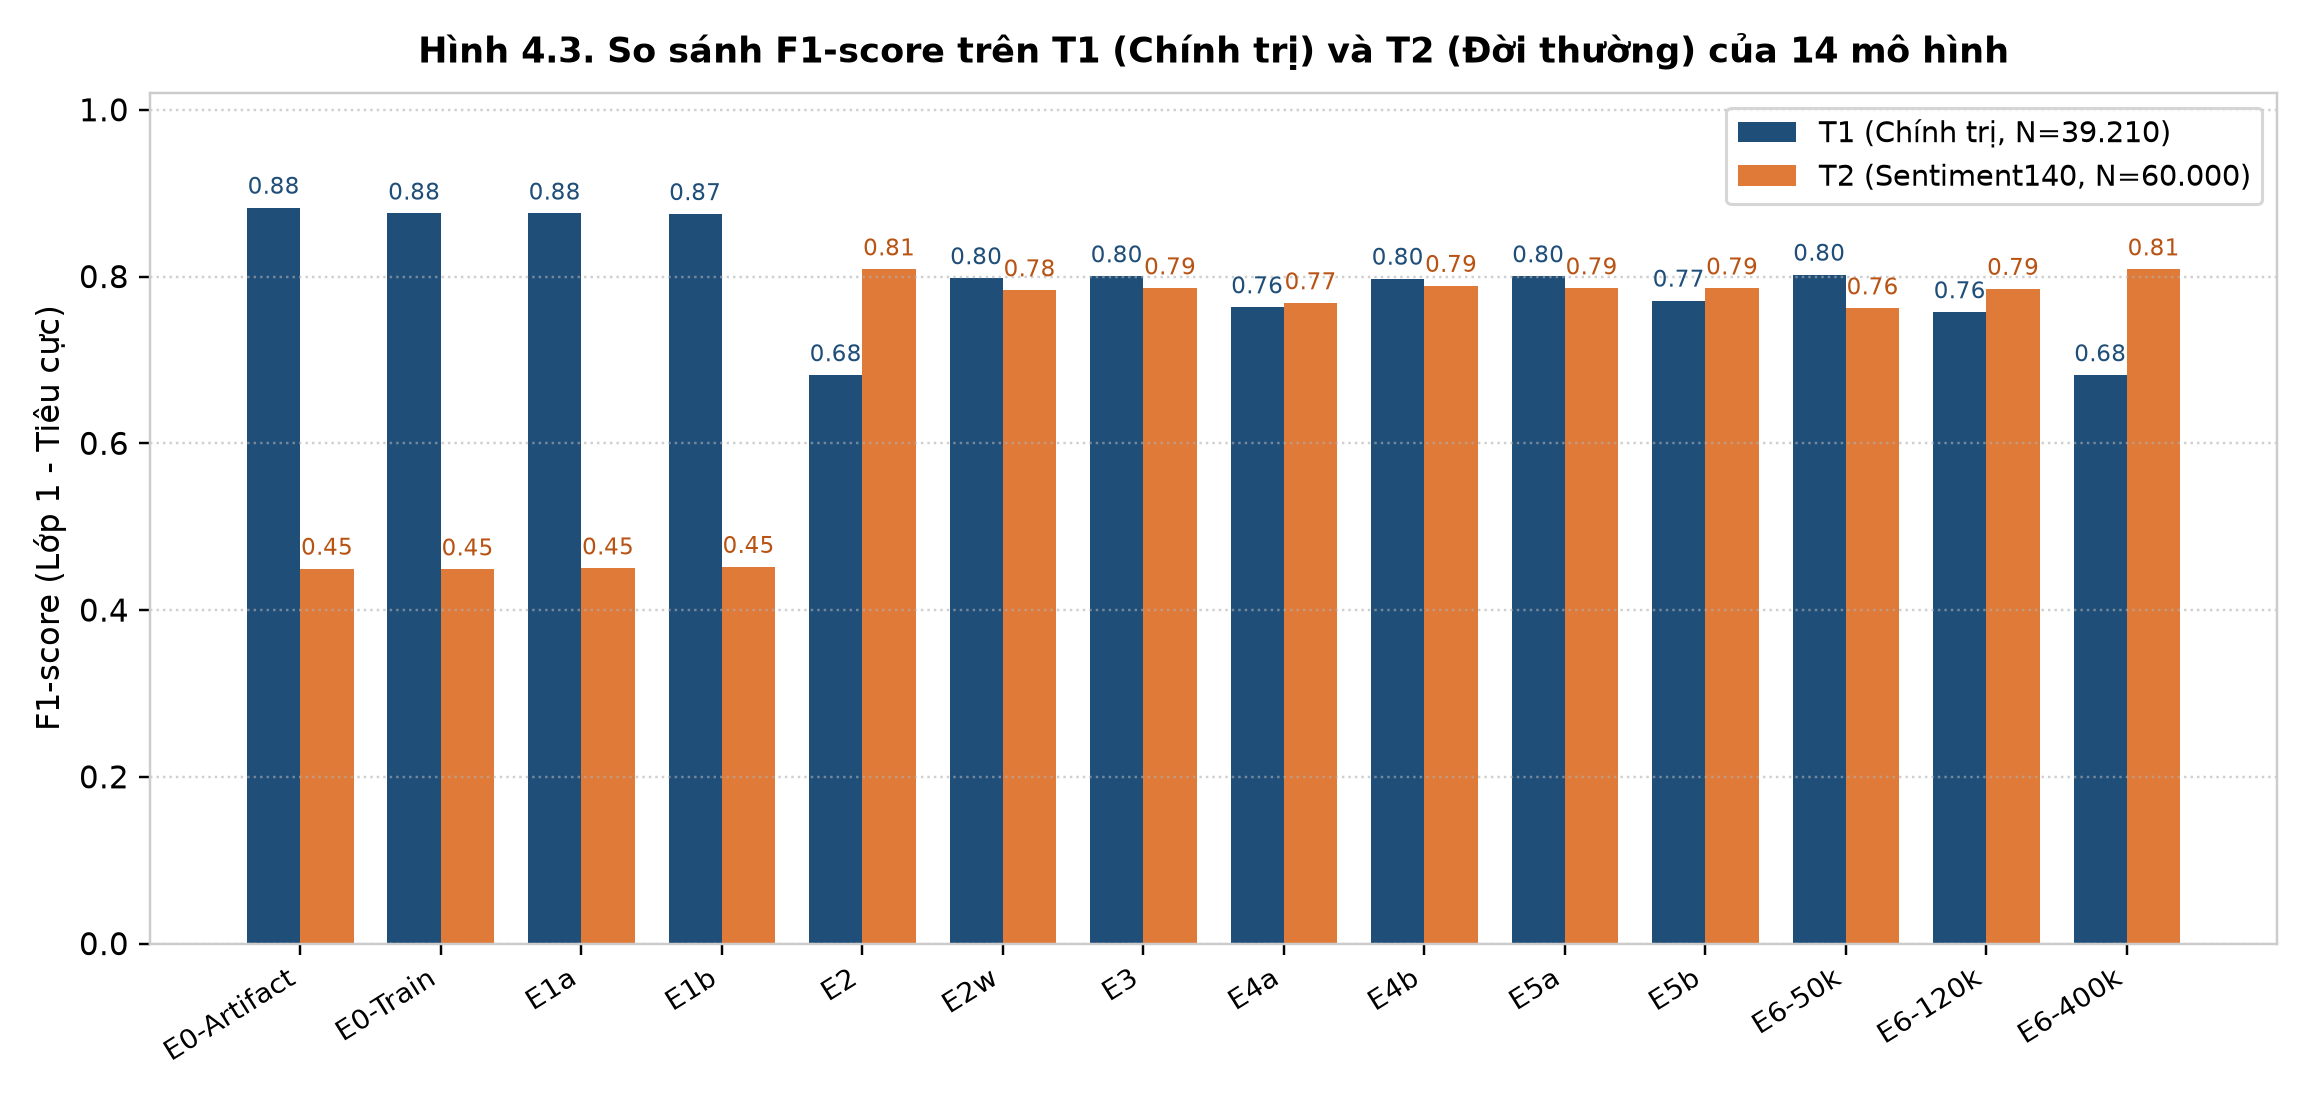 Hình 4.3. So sánh F1-score trên T1 (Chính trị) và T2 (Đời thường) của 14 mô hình
T1 (Chính trị, N=39.210)
T2 (Sentiment140, N=60.000)
F1-score (Lớp 1 - Tiêu cực)
1.0
0.8
0.6
0.4
0.2
0.0
0.88 0.45
0.88 0.45
0.88 0.45
0.87 0.45
0.68 0.81
0.80 0.78
0.80 0.79
0.76 0.77
0.80 0.79
0.80 0.79
0.77 0.79
0.80 0.76
0.76 0.79
0.68 0.81
E0-Artifact
E0-Train
E1a
E1b
E2
E2w
E3
E4a
E4b
E5a
E5b
E6-50k
E6-120k
E6-400k